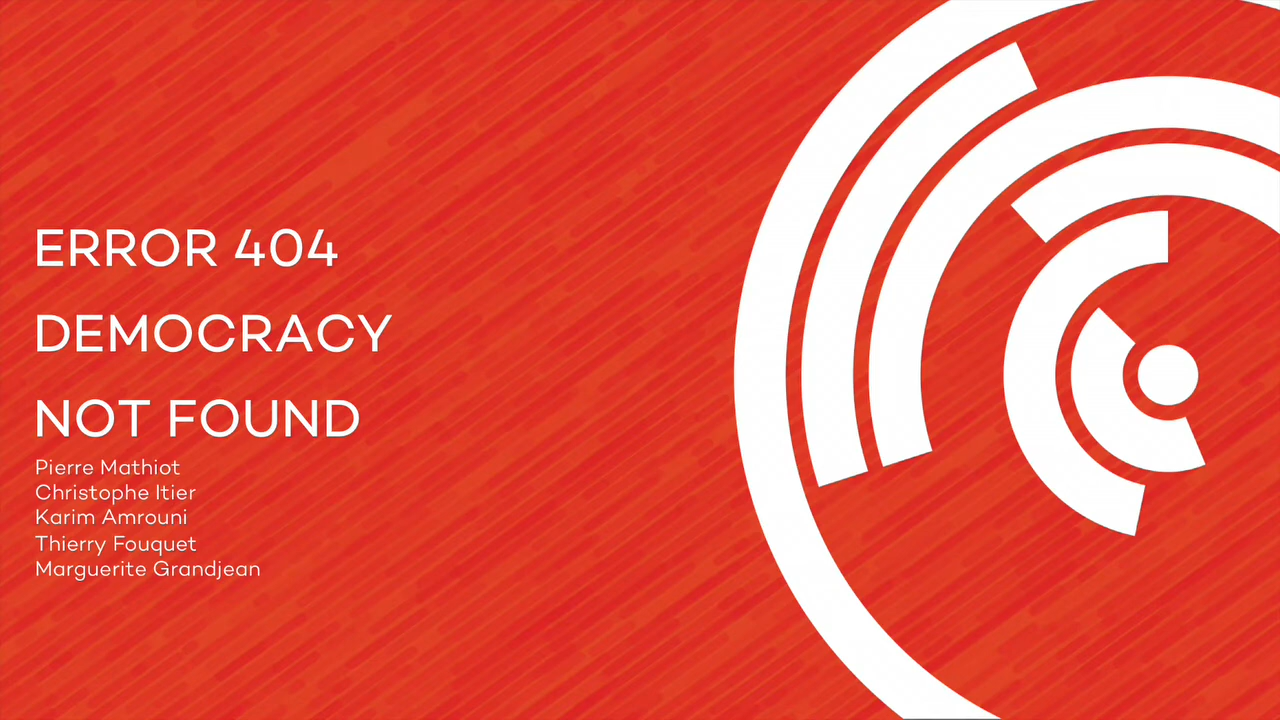 ERROR 404
DEMOCRACY
NOT FOUND
Pierre Mathiot
Christophe Itier
Karim Amrouni
Thierry Fouquet
Marguerite Grandjean